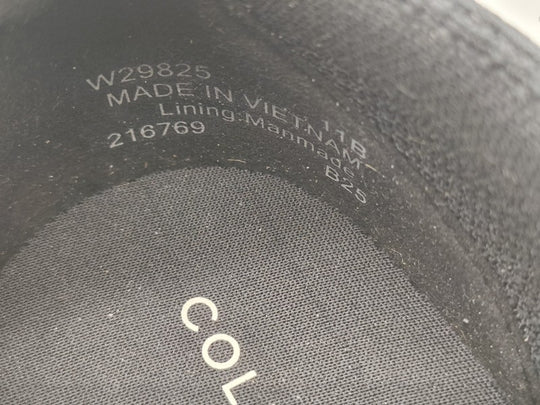 W29825 11B
MADE IN VIETNAM
Lining:Manmade
216769 B25
COL